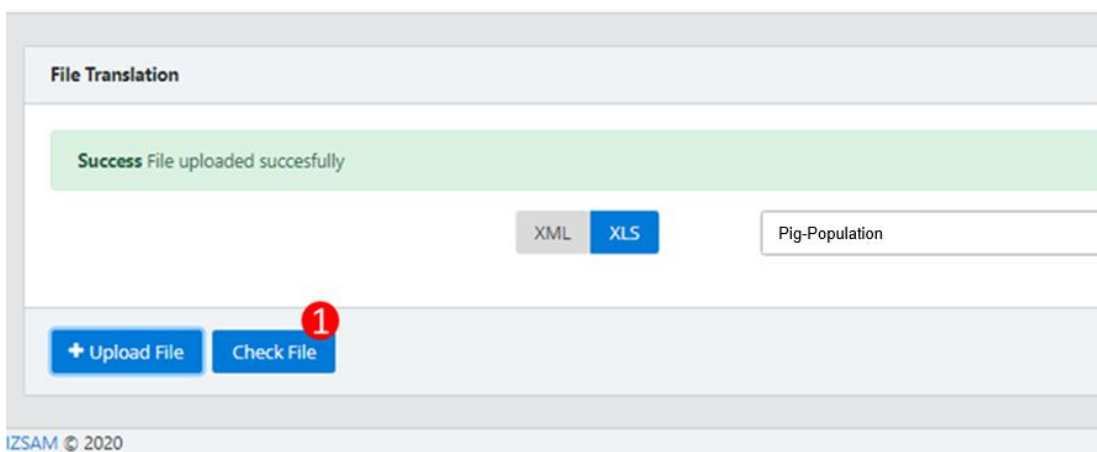 File Translation
Success File uploaded succesfully
XML XLS Pig-Population
1
+ Upload File Check File
IZSAM © 2020